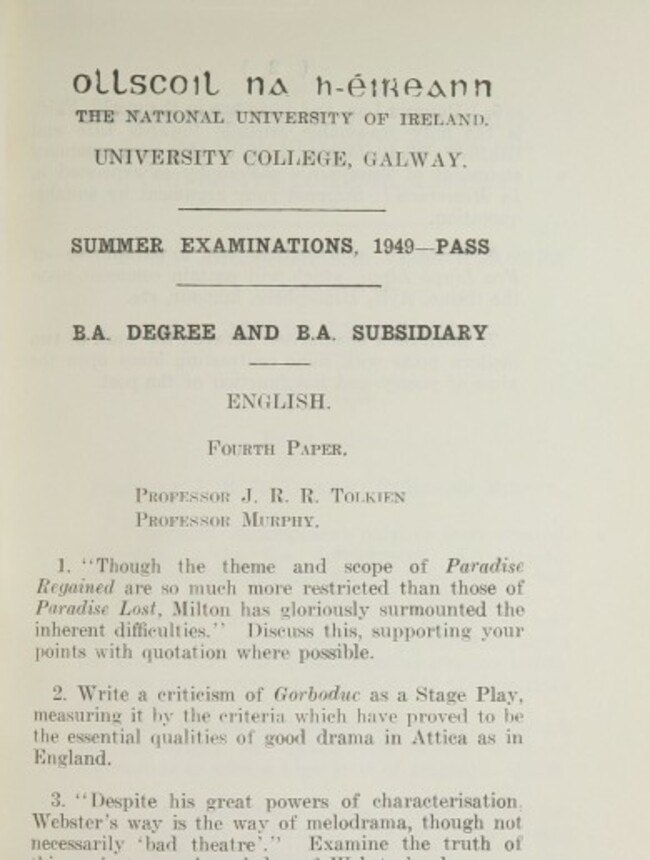 Ollscoil na h-Éireann
THE NATIONAL UNIVERSITY OF IRELAND.
UNIVERSITY COLLEGE, GALWAY.
SUMMER EXAMINATIONS, 1949—PASS
B.A. DEGREE AND B.A. SUBSIDIARY
ENGLISH.
FOURTH PAPER.
PROFESSOR J. R. R. TOLKIEN
PROFESSOR MURPHY.
1. “Though the theme and scope of Paradise
Regained are so much more restricted than those of
Paradise Lost, Milton has gloriously surmounted the
inherent difficulties.” Discuss this, supporting your
points with quotation where possible.
2. Write a criticism of Gorboduc as a Stage Play,
measuring it by the criteria which have proved to be
the essential qualities of good drama in Attica as in
England.
3. “Despite his great powers of characterisation,
Webster’s way is the way of melodrama, though not
necessarily ‘bad theatre’.” Examine the truth of